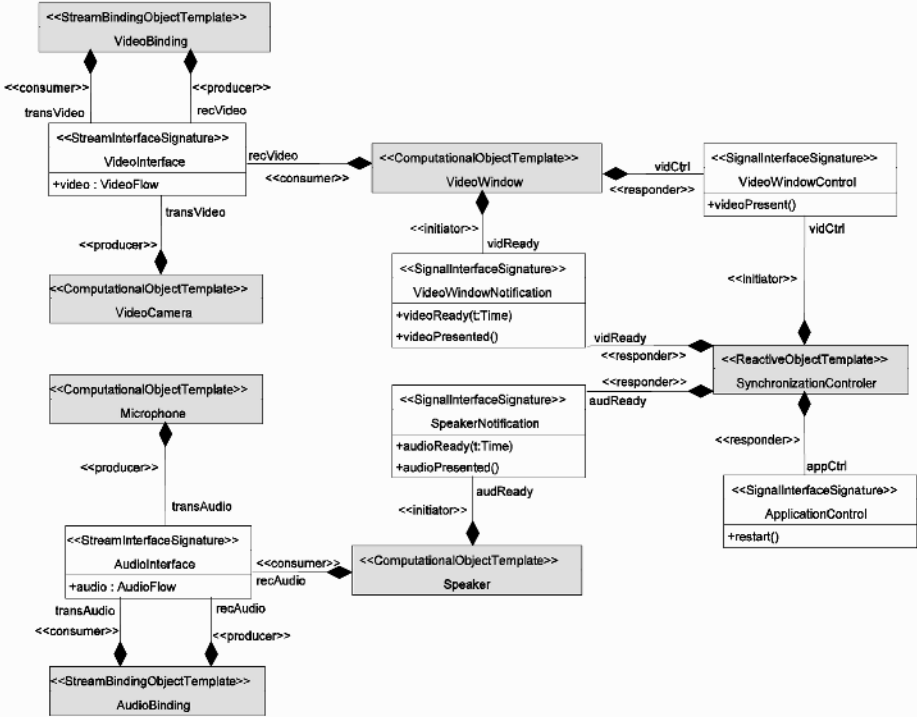 <<StreamBindingObjectTemplate>>
VideoBinding
<<consumer>>
<<producer>>
transVideo
recVideo
<<StreamInterfaceSignature>>
VideoInterface
+video : VideoFlow
recVideo
<<consumer>>
<<ComputationalObjectTemplate>>
VideoWindow
vidCtrl
<<responder>>
<<SignalInterfaceSignature>>
VideoWindowControl
+videoPresent()
transVideo
<<producer>>
<<initiator>>
vidReady
vidCtrl
<<initiator>>
<<ComputationalObjectTemplate>>
VideoCamera
<<SignalInterfaceSignature>>
VideoWindowNotification
+videoReady(t:Time)
+videoPresented()
vidReady
<<responder>>
<<ReactiveObjectTemplate>>
SynchronizationControler
<<ComputationalObjectTemplate>>
Microphone
<<responder>>
audReady
<<SignalInterfaceSignature>>
SpeakerNotification
+audioReady(t:Time)
+audioPresented()
<<responder>>
appCtrl
<<producer>>
transAudio
audReady
<<initiator>>
<<SignalInterfaceSignature>>
ApplicationControl
+restart()
<<StreamInterfaceSignature>>
AudioInterface
+audio : AudioFlow
<<consumer>>
recAudio
<<ComputationalObjectTemplate>>
Speaker
transAudio
recAudio
<<consumer>>
<<producer>>
<<StreamBindingObjectTemplate>>
AudioBinding